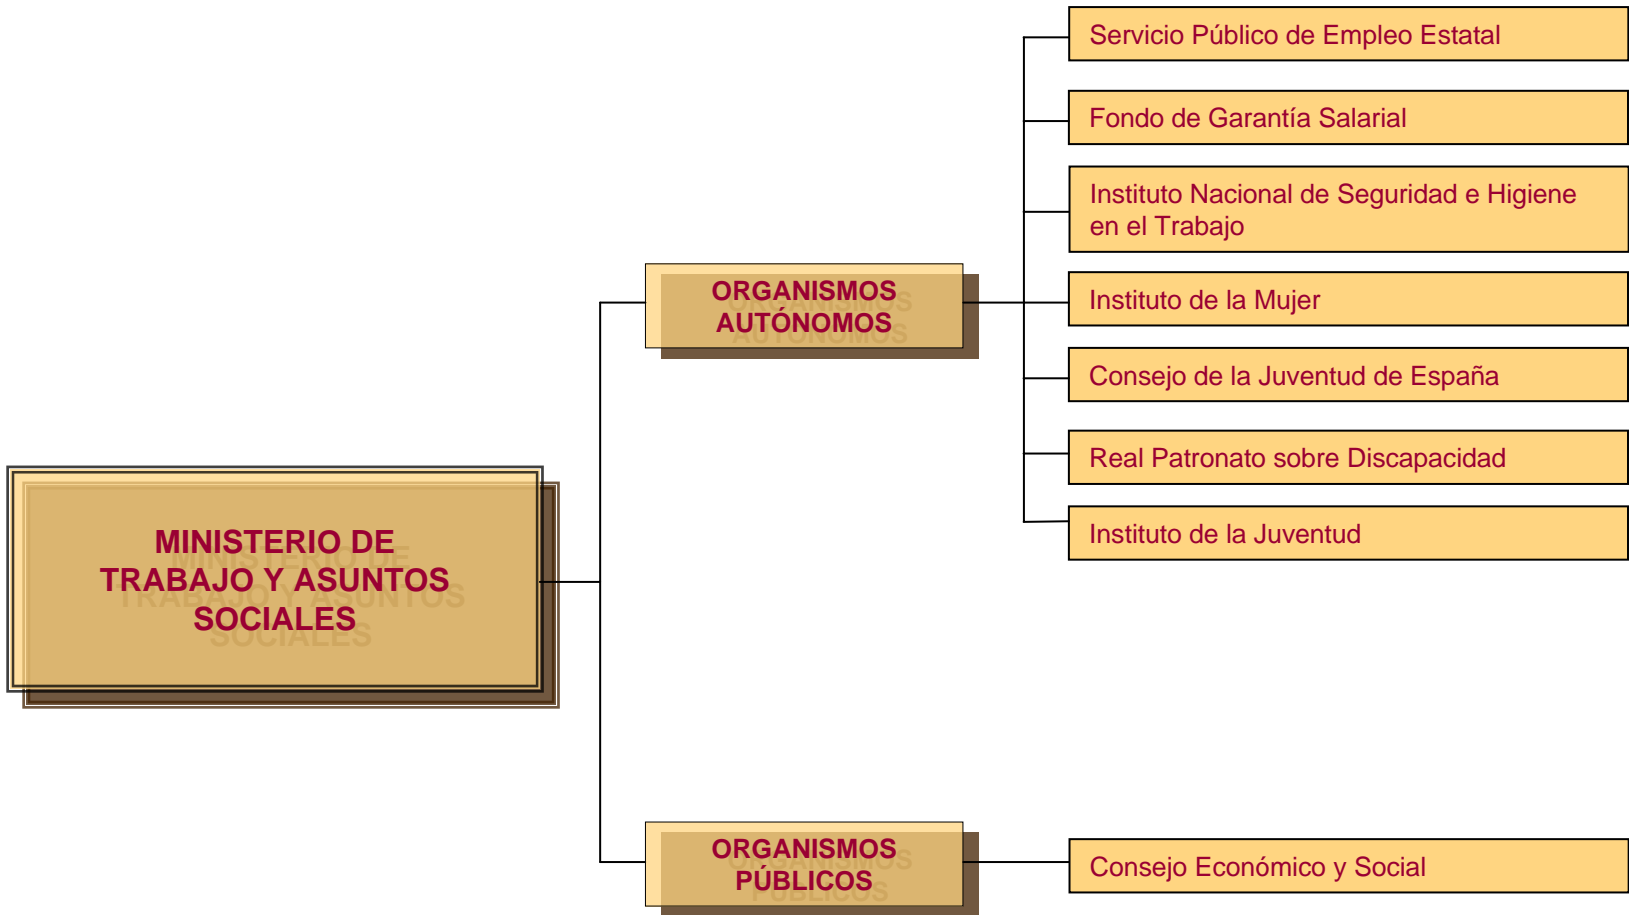 Servicio Público de Empleo Estatal
Fondo de Garantía Salarial
Instituto Nacional de Seguridad e Higiene
en el Trabajo
ORGANISMOS
AUTÓNOMOS
Instituto de la Mujer
Consejo de la Juventud de España
Real Patronato sobre Discapacidad
Instituto de la Juventud
MINISTERIO DE
TRABAJO Y ASUNTOS
SOCIALES
ORGANISMOS
PÚBLICOS
Consejo Económico y Social